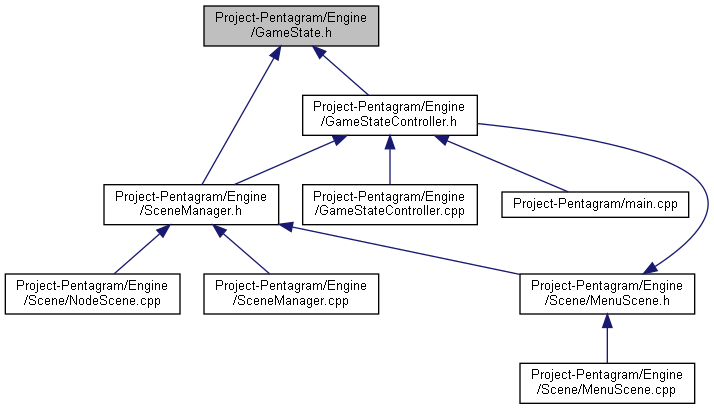 Project-Pentagram/Engine
/GameState.h
Project-Pentagram/Engine
/GameStateController.h
Project-Pentagram/Engine
/SceneManager.h
Project-Pentagram/Engine
/GameStateController.cpp
Project-Pentagram/main.cpp
Project-Pentagram/Engine
/Scene/NodeScene.cpp
Project-Pentagram/Engine
/SceneManager.cpp
Project-Pentagram/Engine
/Scene/MenuScene.h
Project-Pentagram/Engine
/Scene/MenuScene.cpp